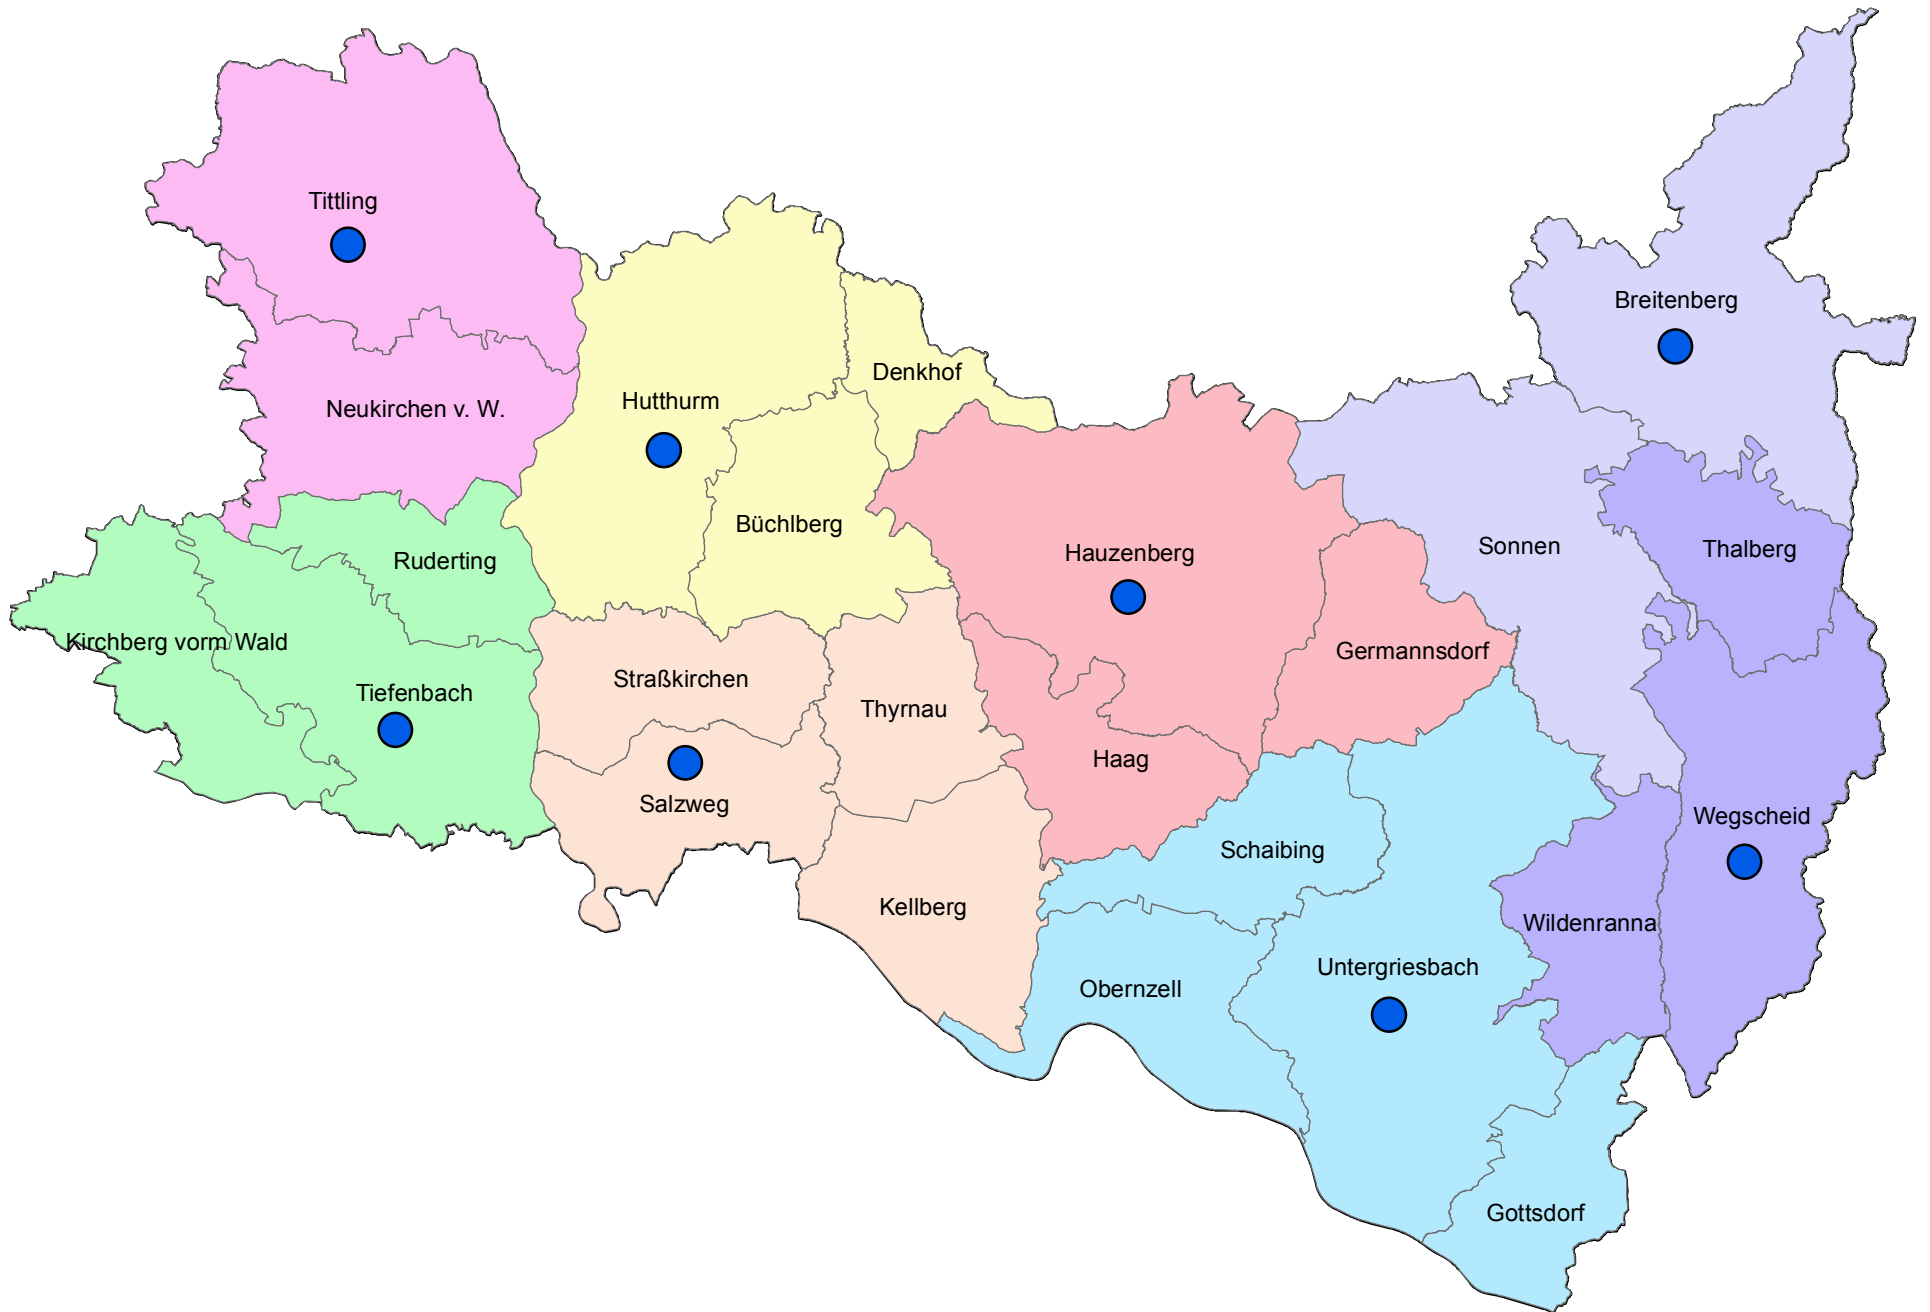 Tittling
Breitenberg
Denkhof
Hutthurm
Neukirchen v. W.
Büchlberg
Sonnen
Thalberg
Hauzenberg
Ruderting
Kirchberg vorm Wald
Germannsdorf
Straßkirchen
Tiefenbach
Thyrnau
Haag
Salzweg
Wegscheid
Schaibing
Kellberg
Wildenranna
Untergriesbach
Obernzell
Gottsdorf